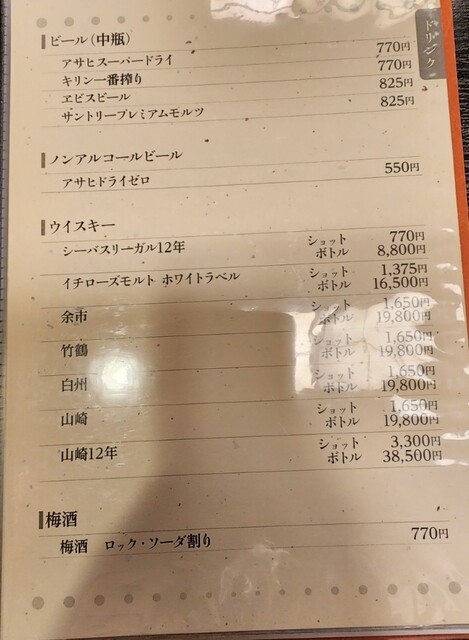 ドリンク
ビール(中瓶)
アサヒスーパードライ 770円
キリン一番搾り 770円
ヱビスビール 825円
サントリープレミアムモルツ 825円
ノンアルコールビール
アサヒドライゼロ 550円
ウイスキー
シーバスリーガル12年 ショット 770円
ボトル 8,800円
イチローズモルト ホワイトラベル ショット 1,375円
ボトル 16,500円
余市 ショット 1,650円
ボトル 19,800円
竹鶴 ショット 1,650円
ボトル 19,800円
白州 ショット 1,650円
ボトル 19,800円
山崎 ショット 1,650円
ボトル 19,800円
山崎12年 ショット 3,300円
ボトル 38,500円
梅酒
梅酒 ロック・ソーダ割り 770円